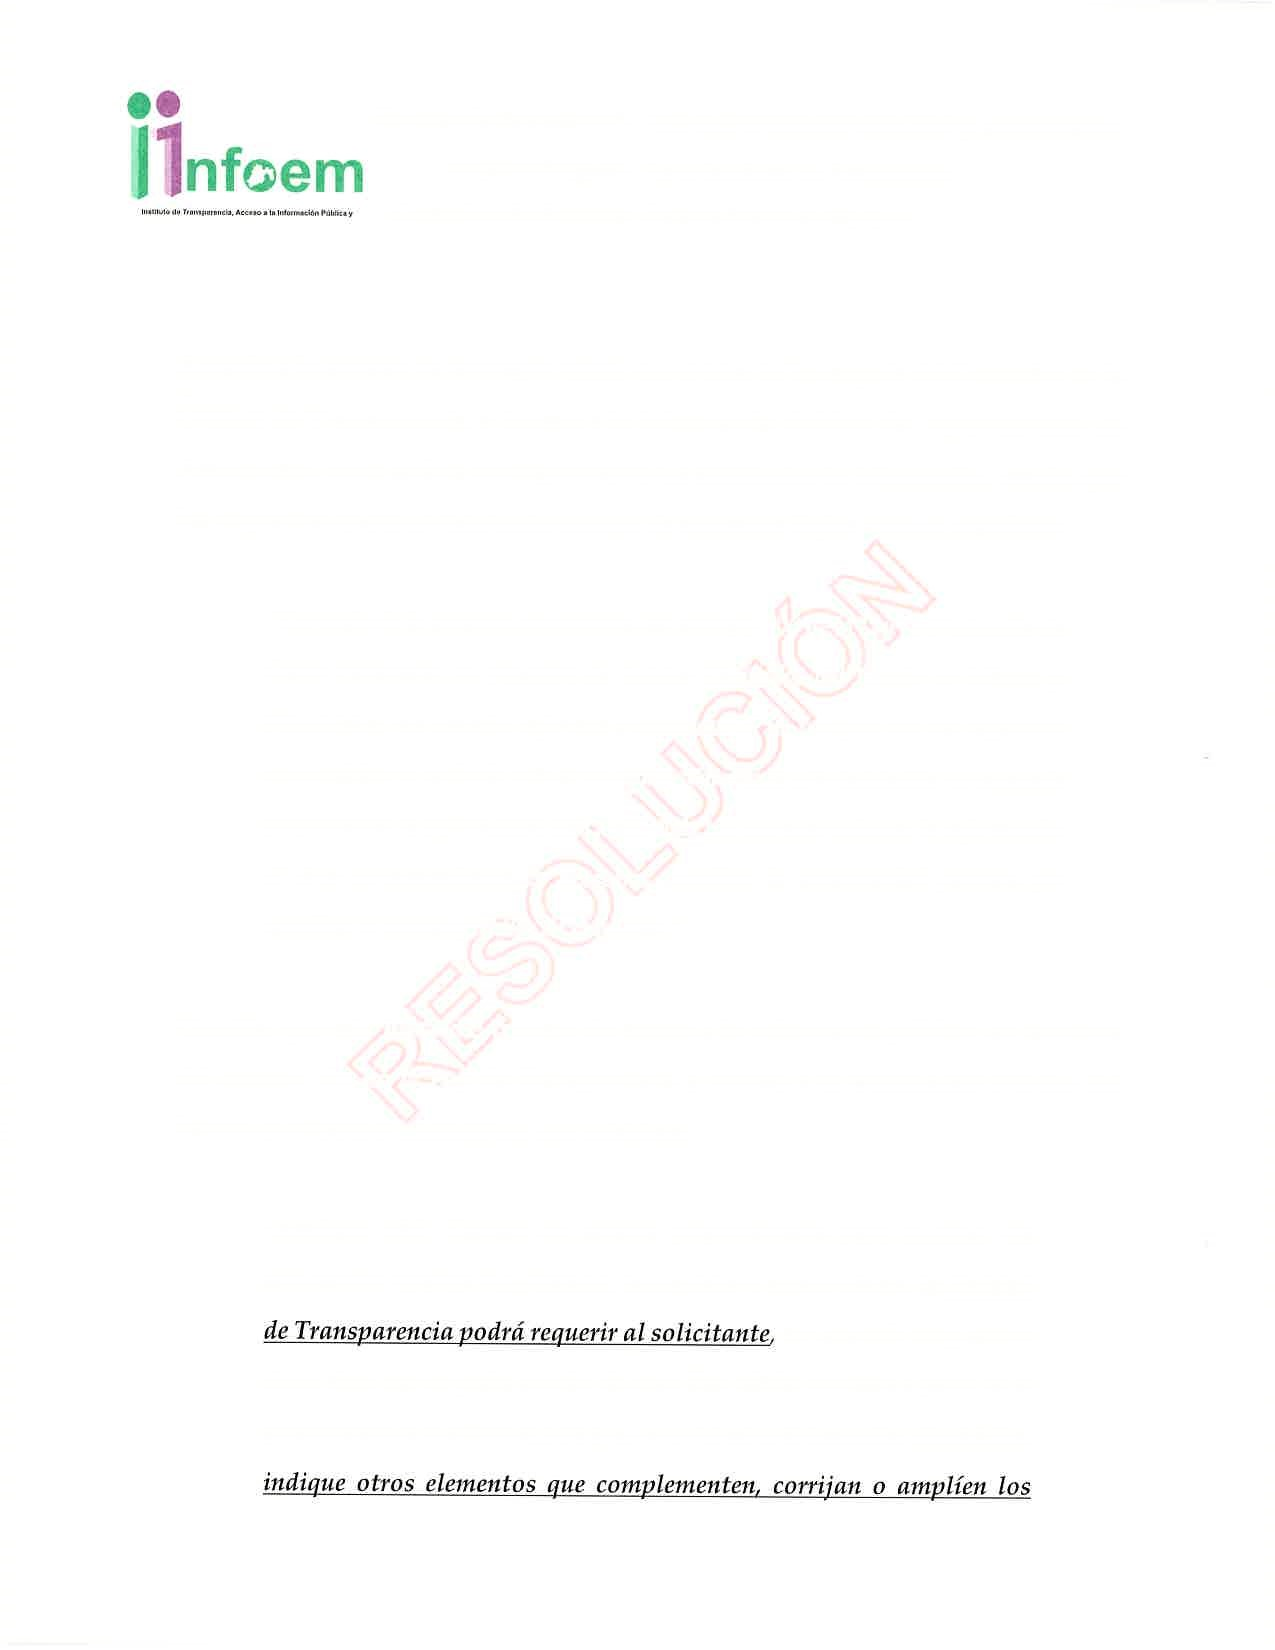 infoem
Instituto de Transparencia, Acceso a la Información Pública y
RESOLUCIÓN
de Transparencia podrá requerir al solicitante,
indique otros elementos que complementen, corrijan o amplíen los